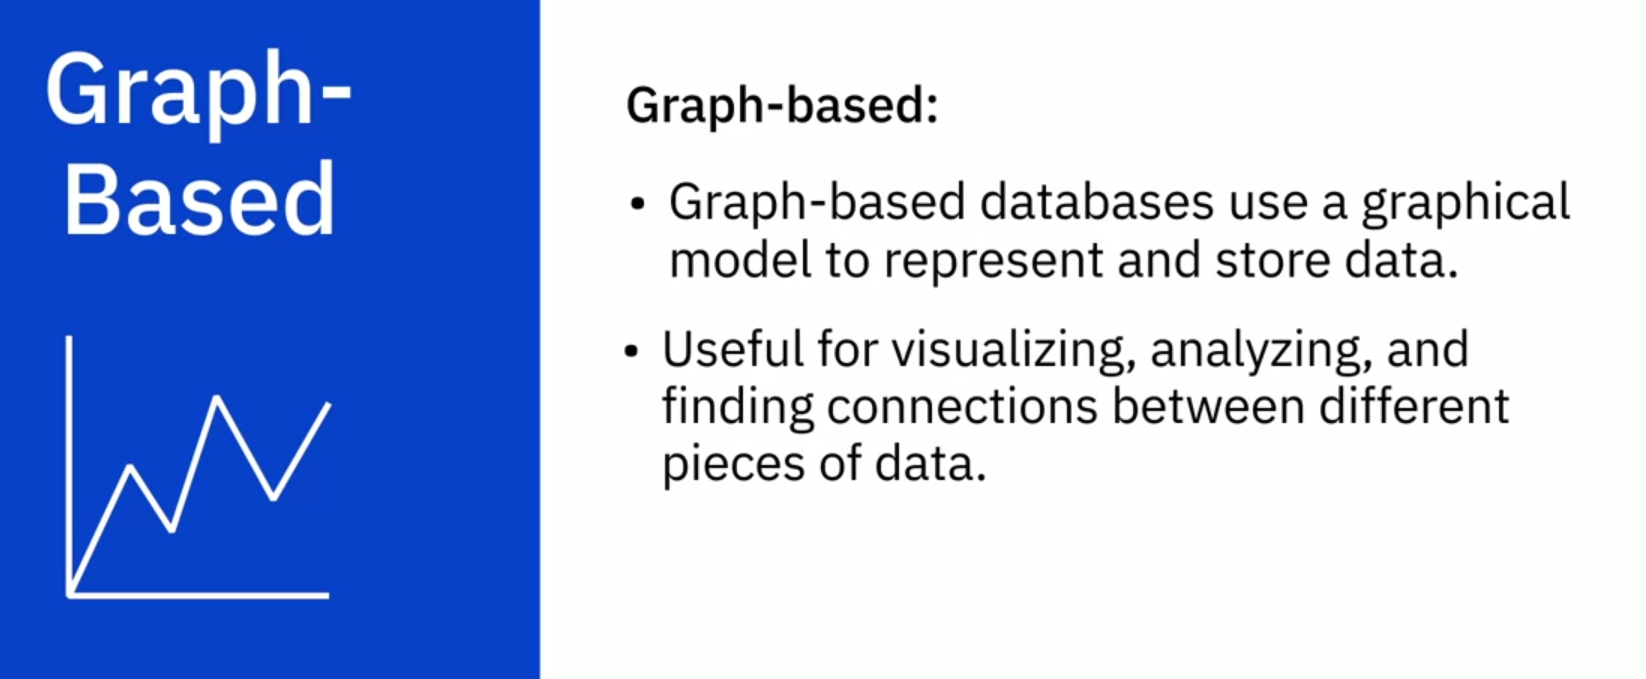 Graph-
Based
Graph-based:
• Graph-based databases use a graphical
model to represent and store data.
• Useful for visualizing, analyzing, and
finding connections between different
pieces of data.